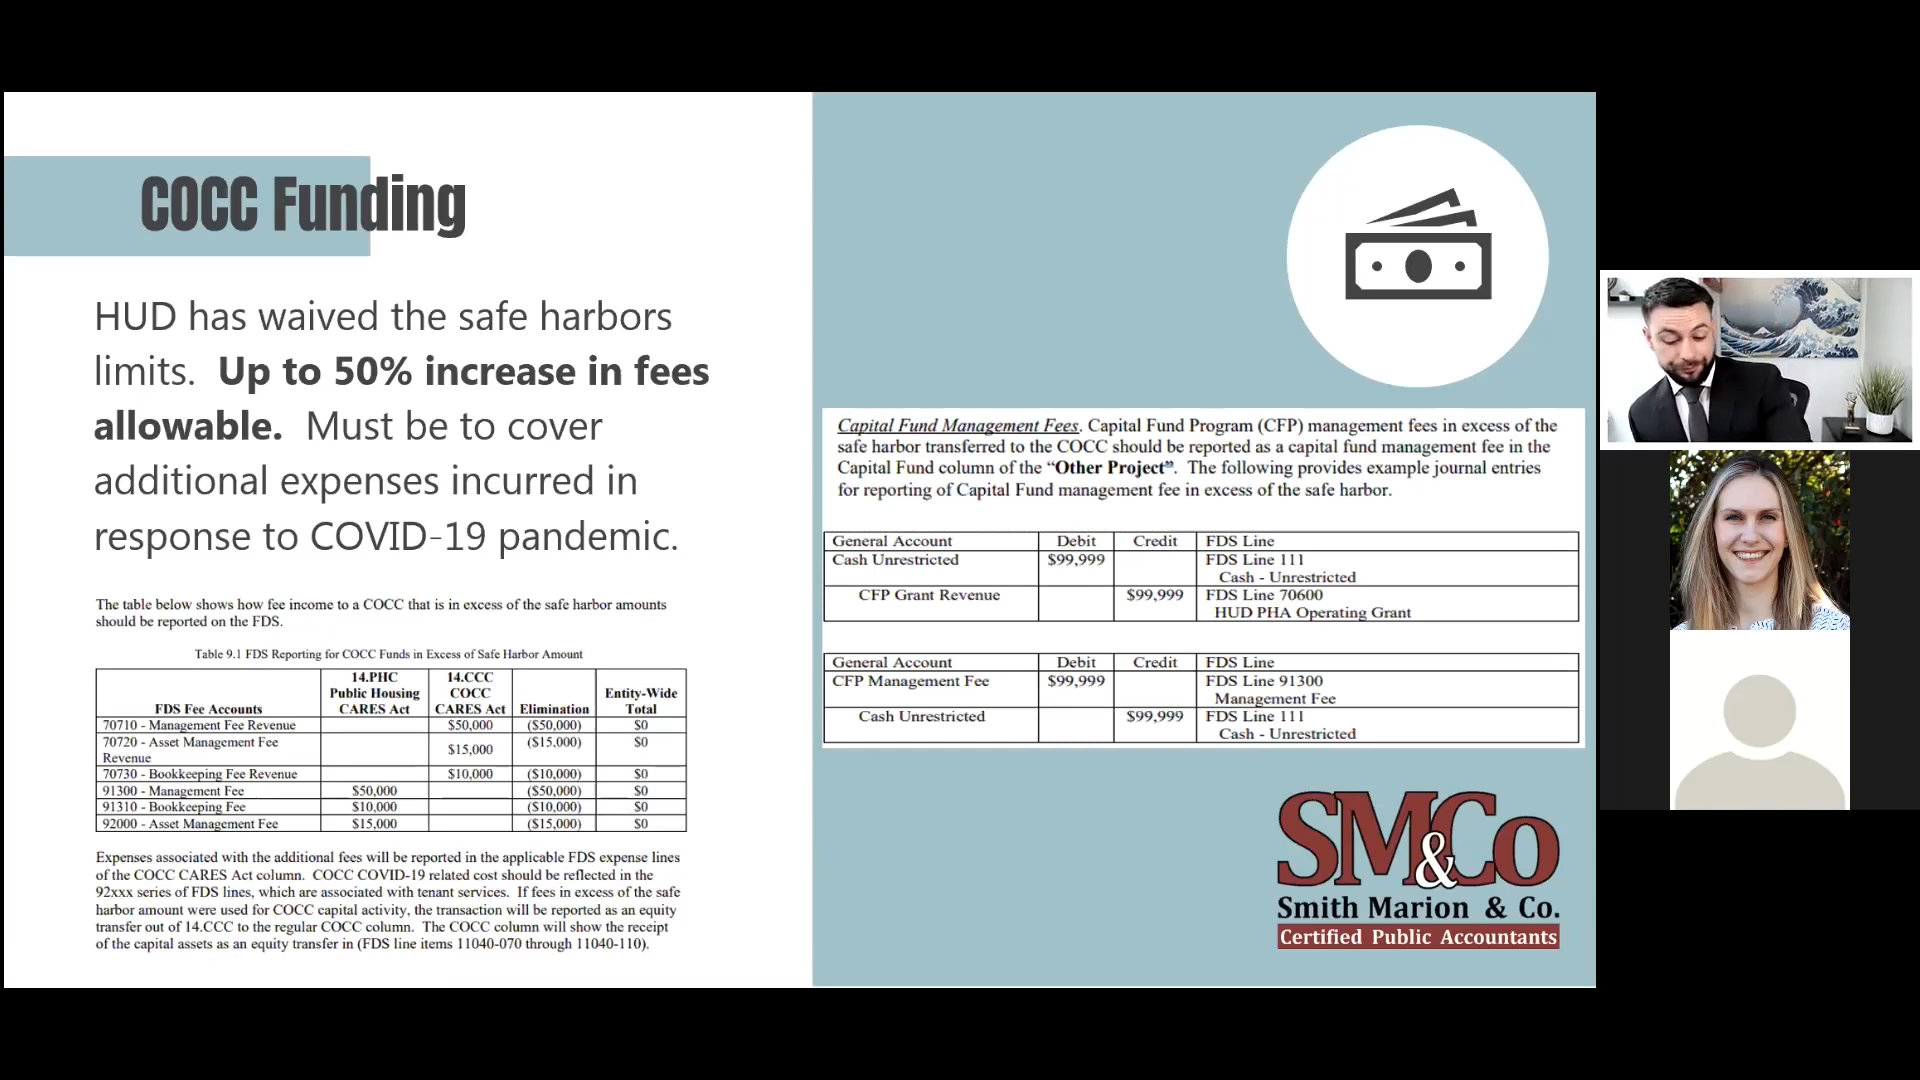 COCC Funding
HUD has waived the safe harbors
limits. Up to 50% increase in fees
allowable. Must be to cover
additional expenses incurred in
response to COVID-19 pandemic.
The table below shows how fee income to a COCC that is in excess of the safe harbor amounts
should be reported on the FDS.
Table 9.1 FDS Reporting for COCC Funds in Excess of Safe Harbor Amount
FDS Fee Accounts 14.PHC Public Housing CARES Act 14.CCC COCC CARES Act Elimination Entity-Wide Total
70710 - Management Fee Revenue $50,000 ($50,000) $0
70720 - Asset Management Fee Revenue $15,000 ($15,000) $0
70730 - Bookkeeping Fee Revenue $10,000 ($10,000) $0
91300 - Management Fee $50,000 ($50,000) $0
91310 - Bookkeeping Fee $10,000 ($10,000) $0
92000 - Asset Management Fee $15,000 ($15,000) $0
Expenses associated with the additional fees will be reported in the applicable FDS expense lines
of the COCC CARES Act column. COCC COVID-19 related cost should be reflected in the
92xxx series of FDS lines, which are associated with tenant services. If fees in excess of the safe
harbor amount were used for COCC capital activity, the transaction will be reported as an equity
transfer out of 14.CCC to the regular COCC column. The COCC column will show the receipt
of the capital assets as an equity transfer in (FDS line items 11040-070 through 11040-110).
Capital Fund Management Fees. Capital Fund Program (CFP) management fees in excess of the
safe harbor transferred to the COCC should be reported as a capital fund management fee in the
Capital Fund column of the “Other Project”. The following provides example journal entries
for reporting of Capital Fund management fee in excess of the safe harbor.
General Account Debit Credit FDS Line
Cash Unrestricted $99,999 FDS Line 111
Cash - Unrestricted
CFP Grant Revenue $99,999 FDS Line 70600
HUD PHA Operating Grant
General Account Debit Credit FDS Line
CFP Management Fee $99,999 FDS Line 91300
Management Fee
Cash Unrestricted $99,999 FDS Line 111
Cash - Unrestricted
SM&Co
Smith Marion & Co.
Certified Public Accountants